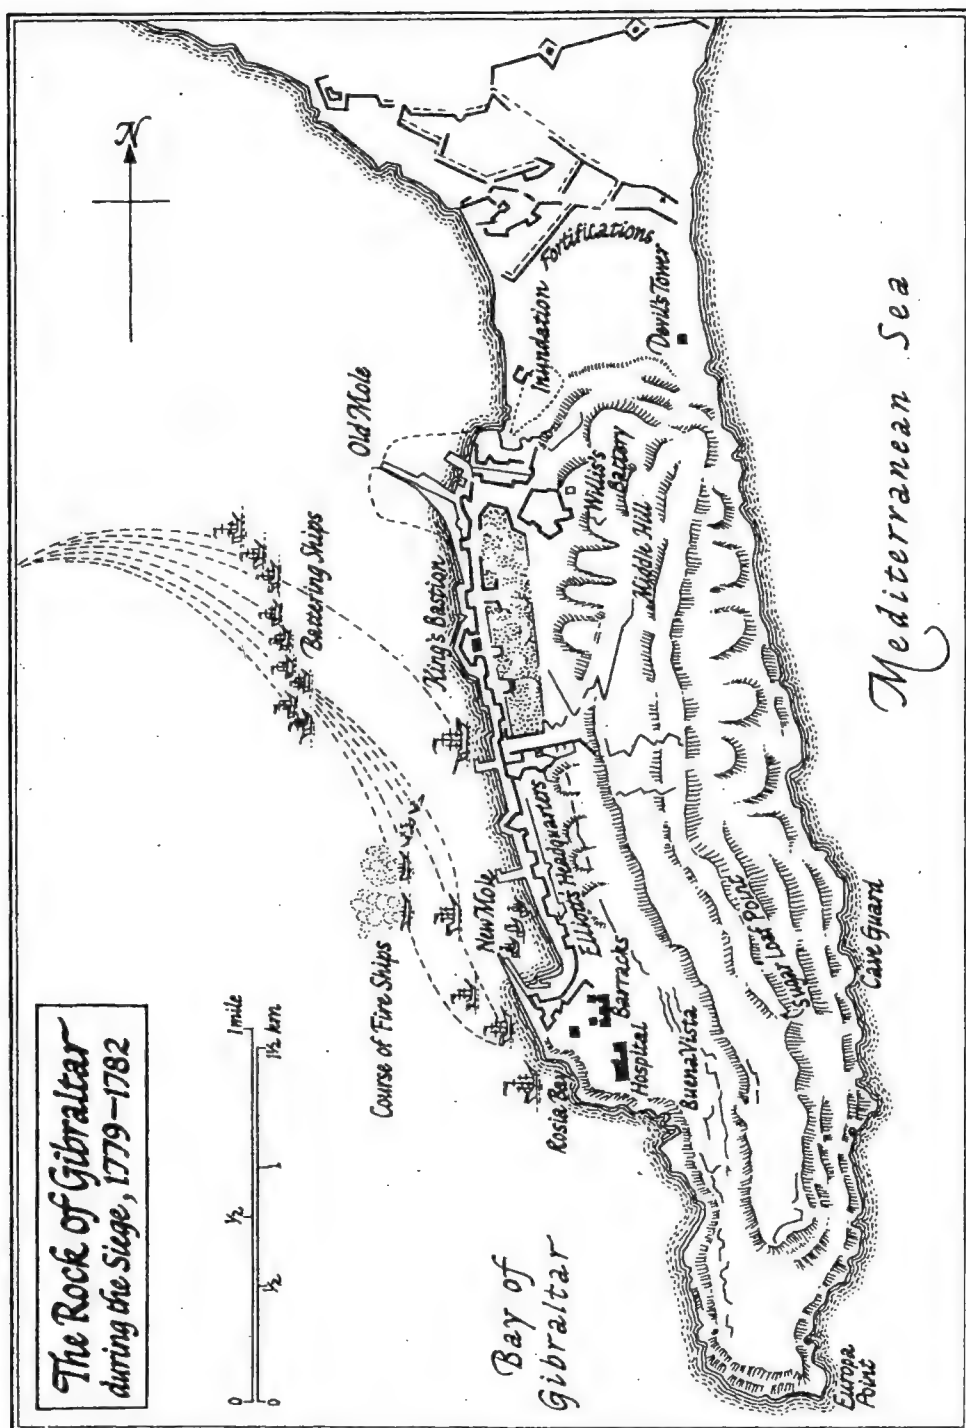 The Rock of Gibraltar
during the Siege, 1779–1782
0 ½ 1 mile
0 ½ 1 1½ km
N
Course of Fire Ships
Battering Ships
Old Mole
King's Bastion
New Mole
Elliott's Headquarters
Barracks
Hospital
Rosia Bay
Buena Vista
Bay of
Gibraltar
Inundation
Fortifications
Devil's Tower
Willis's
Battery
Middle Hill
Sugar Loaf Point
Cave Guard
Europa
Point
Mediterranean Sea